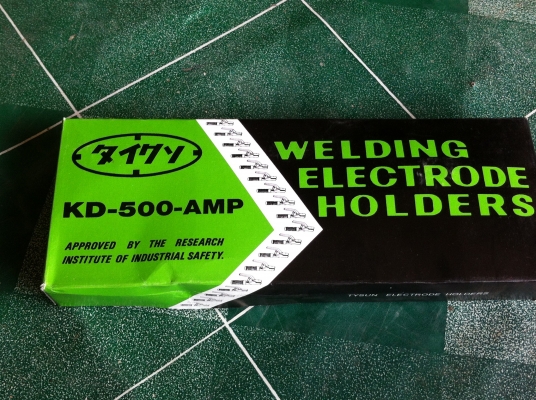 タイクソ
KD-500-AMP
APPROVED BY THE RESEARCH
INSTITUTE OF INDUSTRIAL SAFETY.
WELDING
ELECTRODE
HOLDERS
TYSUN ELECTRODE HOLDERS